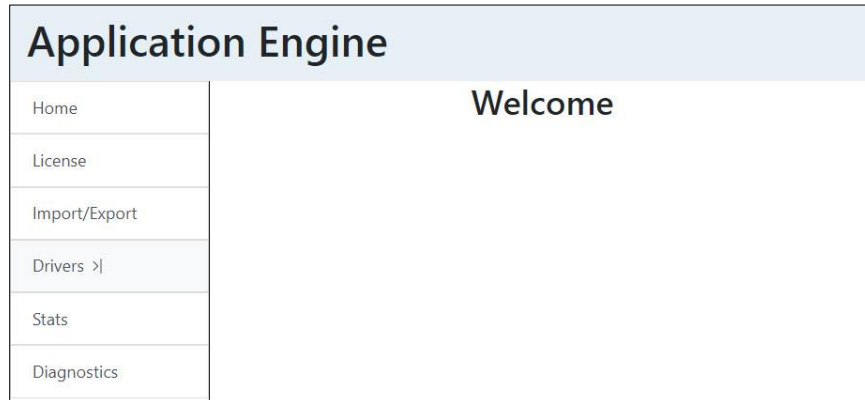 Application Engine
Home
Welcome
License
Import/Export
Drivers >|
Stats
Diagnostics